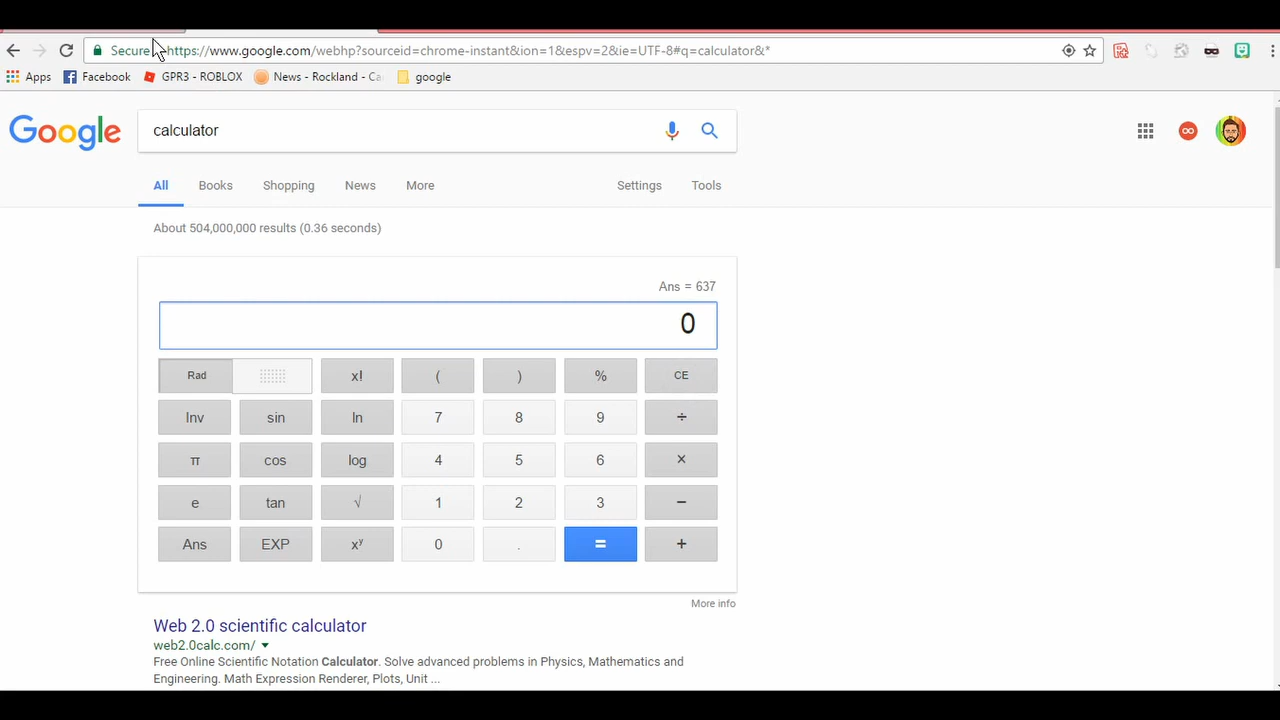 Secure https://www.google.com/webhp?sourceid=chrome-instant&ion=1&espv=2&ie=UTF-8#q=calculator&*
Apps Facebook GPR3 - ROBLOX News - Rockland - Ca google
Google calculator
All Books Shopping News More Settings Tools
About 504,000,000 results (0.36 seconds)
Ans = 637
0
Rad x! ( ) % CE
Inv sin ln 7 8 9 ÷
π cos log 4 5 6 ×
e tan √ 1 2 3 −
Ans EXP xʸ 0 . = +
More info
Web 2.0 scientific calculator
web2.0calc.com/
Free Online Scientific Notation Calculator. Solve advanced problems in Physics, Mathematics and
Engineering. Math Expression Renderer, Plots, Unit ...